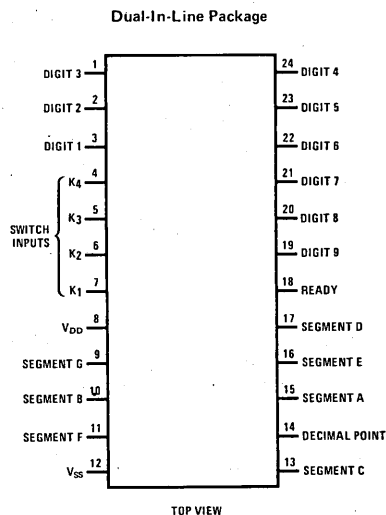 Dual-In-Line Package
DIGIT 3 1
DIGIT 2 2
DIGIT 1 3
K4 4
K3 5
K2 6
K1 7
SWITCH
INPUTS
VDD 8
SEGMENT G 9
SEGMENT B 10
SEGMENT F 11
VSS 12
24 DIGIT 4
23 DIGIT 5
22 DIGIT 6
21 DIGIT 7
20 DIGIT 8
19 DIGIT 9
18 READY
17 SEGMENT D
16 SEGMENT E
15 SEGMENT A
14 DECIMAL POINT
13 SEGMENT C
TOP VIEW